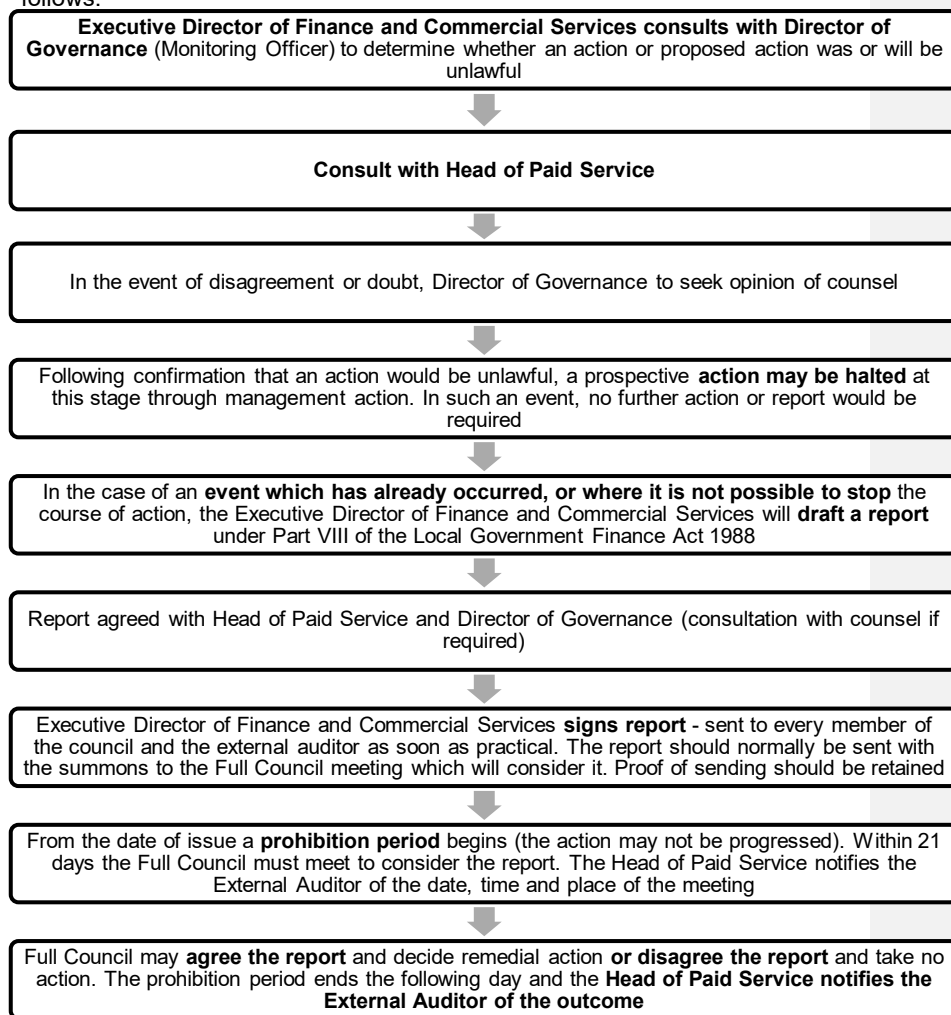 follows:
Executive Director of Finance and Commercial Services consults with Director of
Governance (Monitoring Officer) to determine whether an action or proposed action was or will be
unlawful
Consult with Head of Paid Service
In the event of disagreement or doubt, Director of Governance to seek opinion of counsel
Following confirmation that an action would be unlawful, a prospective action may be halted at
this stage through management action. In such an event, no further action or report would be
required
In the case of an event which has already occurred, or where it is not possible to stop the
course of action, the Executive Director of Finance and Commercial Services will draft a report
under Part VIII of the Local Government Finance Act 1988
Report agreed with Head of Paid Service and Director of Governance (consultation with counsel if
required)
Executive Director of Finance and Commercial Services signs report - sent to every member of
the council and the external auditor as soon as practical. The report should normally be sent with
the summons to the Full Council meeting which will consider it. Proof of sending should be retained
From the date of issue a prohibition period begins (the action may not be progressed). Within 21
days the Full Council must meet to consider the report. The Head of Paid Service notifies the
External Auditor of the date, time and place of the meeting
Full Council may agree the report and decide remedial action or disagree the report and take no
action. The prohibition period ends the following day and the Head of Paid Service notifies the
External Auditor of the outcome